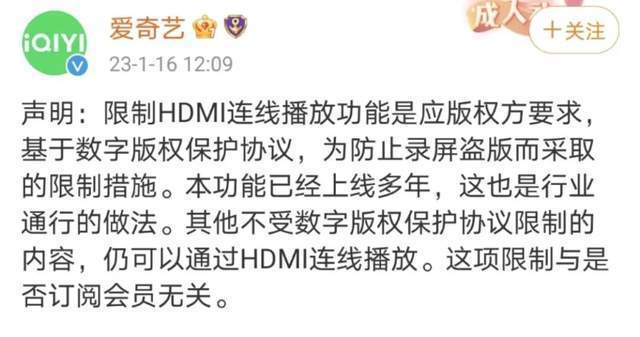 成人
iQIYI
爱奇艺
+关注
23-1-16 12:09
声明：限制HDMI连线播放功能是应版权方要求，
基于数字版权保护协议，为防止录屏盗版而采取
的限制措施。本功能已经上线多年，这也是行业
通行的做法。其他不受数字版权保护协议限制的
内容，仍可以通过HDMI连线播放。这项限制与是
否订阅会员无关。